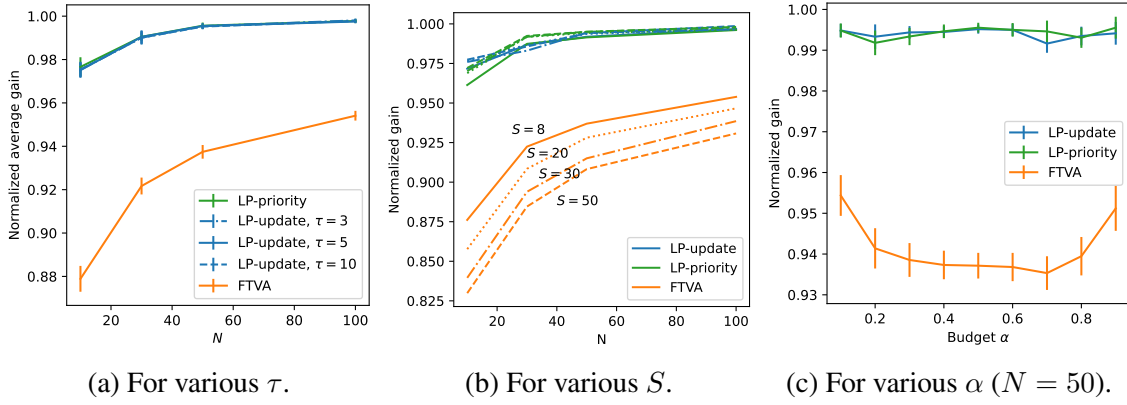 1.00
0.98
0.96
0.94
0.92
0.90
0.88
Normalized average gain
20 40 60 80 100
N
LP-priority
LP-update, τ = 3
LP-update, τ = 5
LP-update, τ = 10
FTVA
(a) For various τ.
1.000
0.975
0.950
0.925
0.900
0.875
0.850
0.825
Normalized gain
S = 8
S = 20
S = 30
S = 50
20 40 60 80 100
N
LP-update
LP-priority
FTVA
(b) For various S.
1.00
0.99
0.98
0.97
0.96
0.95
0.94
0.93
Normalized gain
0.2 0.4 0.6 0.8
Budget α
LP-update
LP-priority
FTVA
(c) For various α (N = 50).